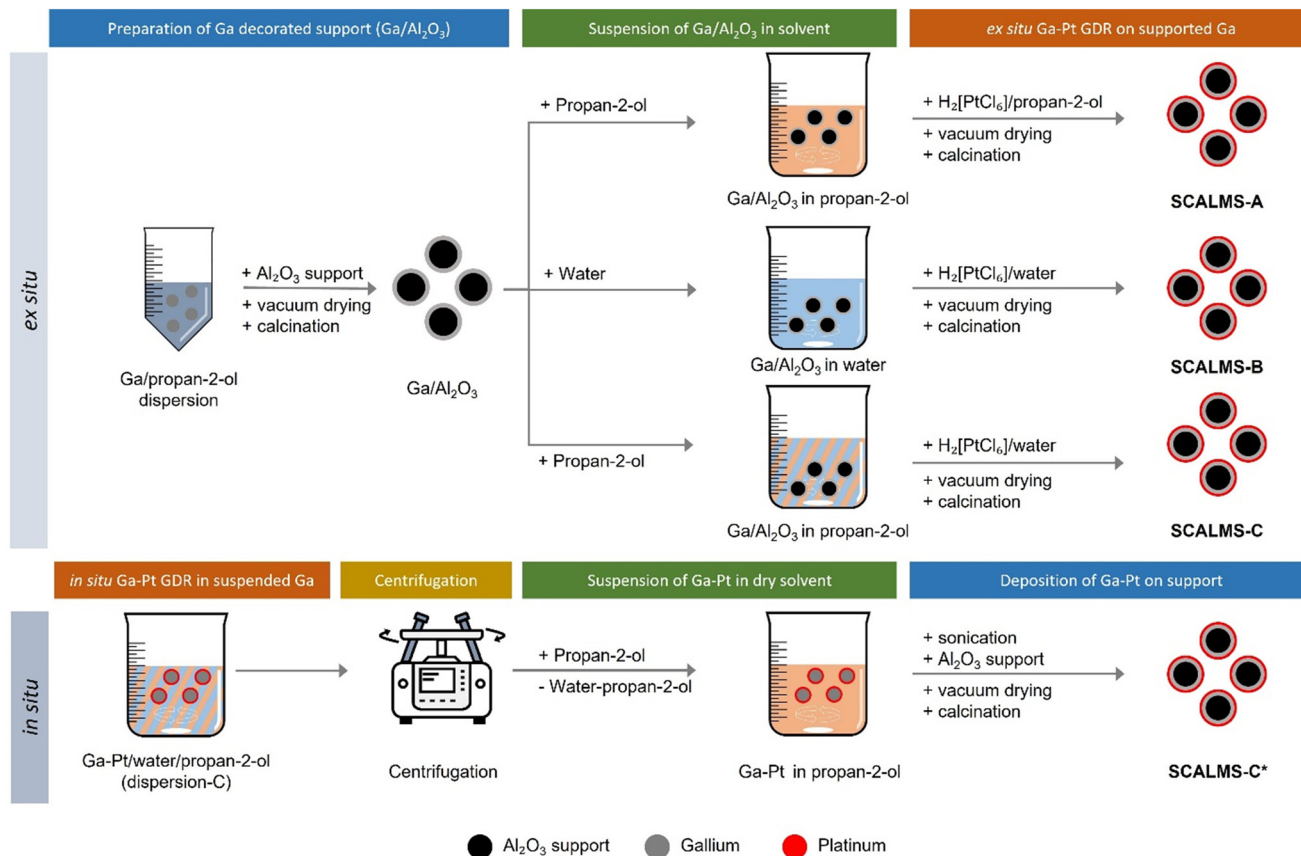 Preparation of Ga decorated support (Ga/Al₂O₃)
Suspension of Ga/Al₂O₃ in solvent
ex situ Ga-Pt GDR on supported Ga
ex situ
Ga/propan-2-ol
dispersion
+ Al₂O₃ support
+ vacuum drying
+ calcination
Ga/Al₂O₃
+ Propan-2-ol
Ga/Al₂O₃ in propan-2-ol
+ H₂[PtCl₆]/propan-2-ol
+ vacuum drying
+ calcination
SCALMS-A
+ Water
Ga/Al₂O₃ in water
+ H₂[PtCl₆]/water
+ vacuum drying
+ calcination
SCALMS-B
+ Propan-2-ol
Ga/Al₂O₃ in propan-2-ol
+ H₂[PtCl₆]/water
+ vacuum drying
+ calcination
SCALMS-C
in situ Ga-Pt GDR in suspended Ga
Centrifugation
Suspension of Ga-Pt in dry solvent
Deposition of Ga-Pt on support
in situ
Ga-Pt/water/propan-2-ol
(dispersion-C)
Centrifugation
+ Propan-2-ol
- Water-propan-2-ol
Ga-Pt in propan-2-ol
+ sonication
+ Al₂O₃ support
+ vacuum drying
+ calcination
SCALMS-C*
Al₂O₃ support
Gallium
Platinum